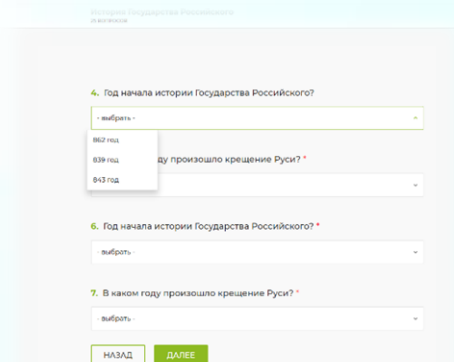 История Государства Российского
4. Год начала истории Государства Российского?
- выбрать -
862 год
839 год
843 год
ду произошло крещение Руси? *
6. Год начала истории Государства Российского? *
- выбрать -
7. В каком году произошло крещение Руси? *
- выбрать -
НАЗАД ДАЛЕЕ